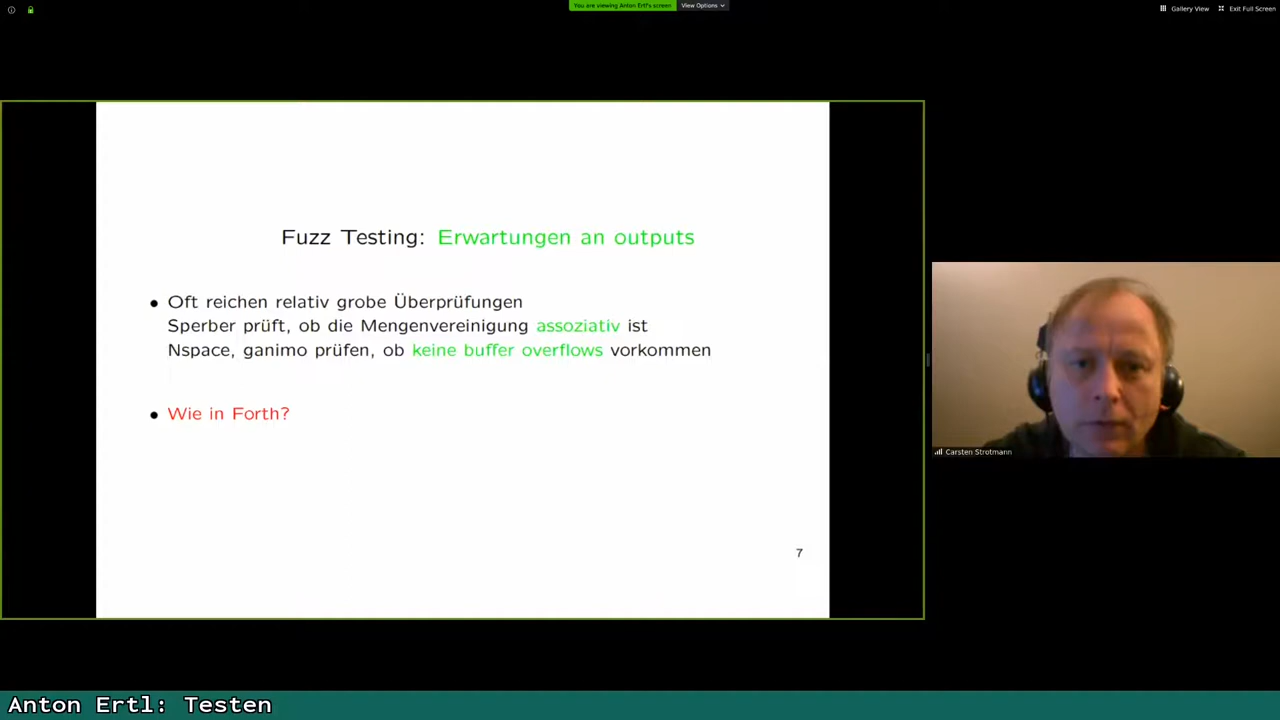 You are viewing Anton Ertl's screen
View Options
Gallery View
Exit Full Screen
Fuzz Testing: Erwartungen an outputs
• Oft reichen relativ grobe Überprüfungen
Sperber prüft, ob die Mengenvereinigung assoziativ ist
Nspace, ganimo prüfen, ob keine buffer overflows vorkommen
• Wie in Forth?
7
Carsten Strotmann
Anton Ertl: Testen